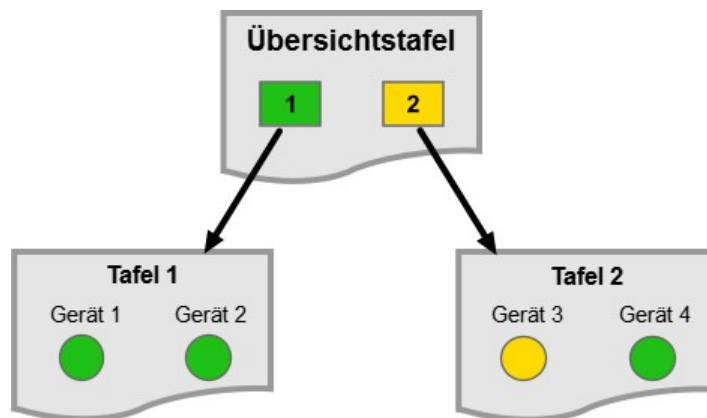 Übersichtstafel
1 2
Tafel 1
Gerät 1 Gerät 2
Tafel 2
Gerät 3 Gerät 4